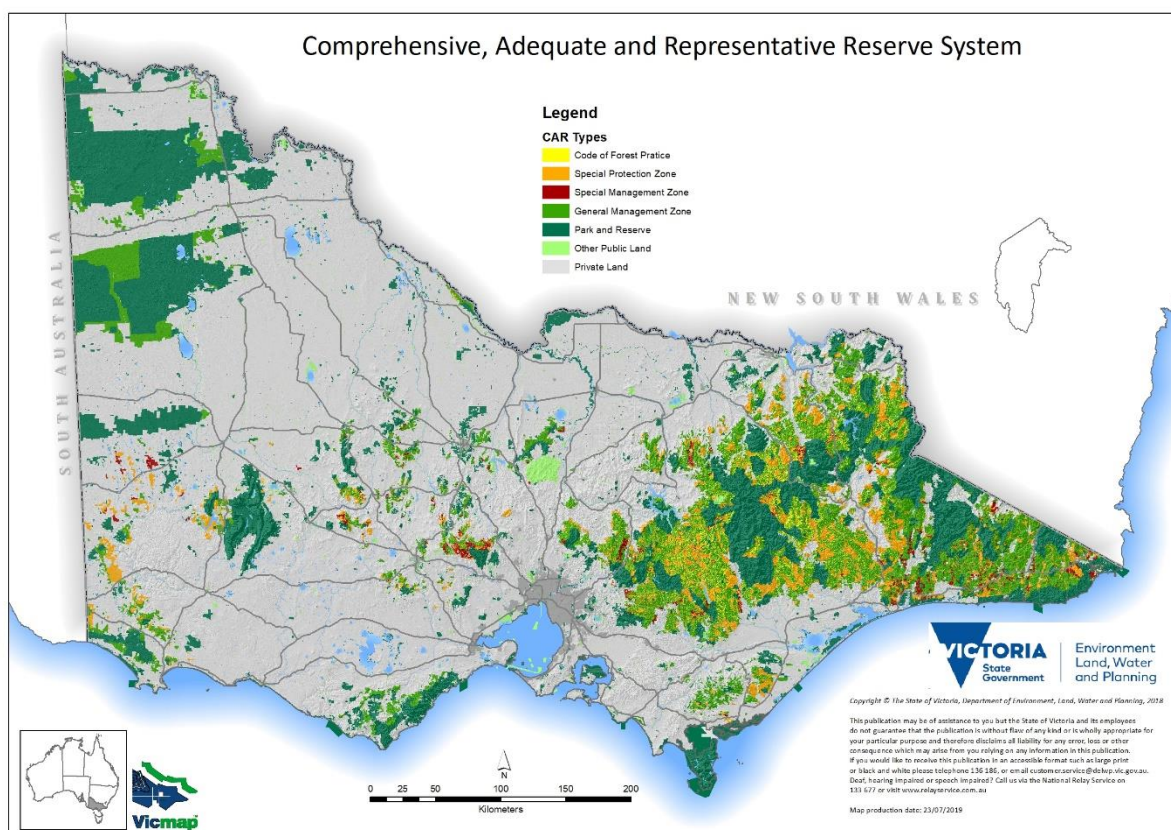 Comprehensive, Adequate and Representative Reserve System
Legend
CAR Types
Code of Forest Pratice
Special Protection Zone
Special Management Zone
General Management Zone
Park and Reserve
Other Public Land
Private Land
SOUTH AUSTRALIA
NEW SOUTH WALES
VICTORIA
State
Government
Environment
Land, Water
and Planning
Copyright © The State of Victoria, Department of Environment, Land, Water and Planning, 2018
This publication may be of assistance to you but the State of Victoria and its employees
do not guarantee that the publication is without flaw of any kind or is wholly appropriate for
your particular purpose and therefore disclaims all liability for any error, loss or other
consequence which may arise from you relying on any information in this publication.
If you would like to receive this publication in an accessible format such as large print
or black and white please telephone 136 186, or email customer.service@delwp.vic.gov.au.
Deaf, hearing impaired or speech impaired? Call us via the National Relay Service on
133 677 or visit www.relayservice.com.au
Map production date: 23/07/2019
Vicmap
N
0 12.5 25 50 75 100 150 200
Kilometers